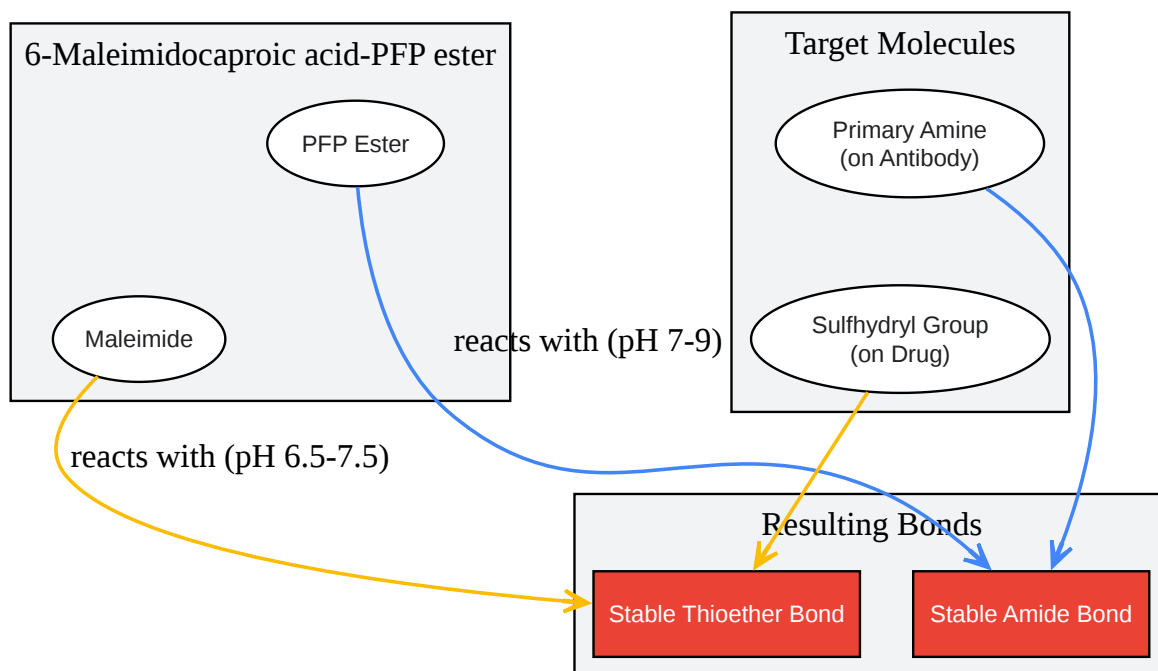 6-Maleimidocaproic acid-PFP ester
PFP Ester
Maleimide
Target Molecules
Primary Amine
(on Antibody)
Sulfhydryl Group
(on Drug)
reacts with (pH 7-9)
reacts with (pH 6.5-7.5)
Resulting Bonds
Stable Thioether Bond
Stable Amide Bond